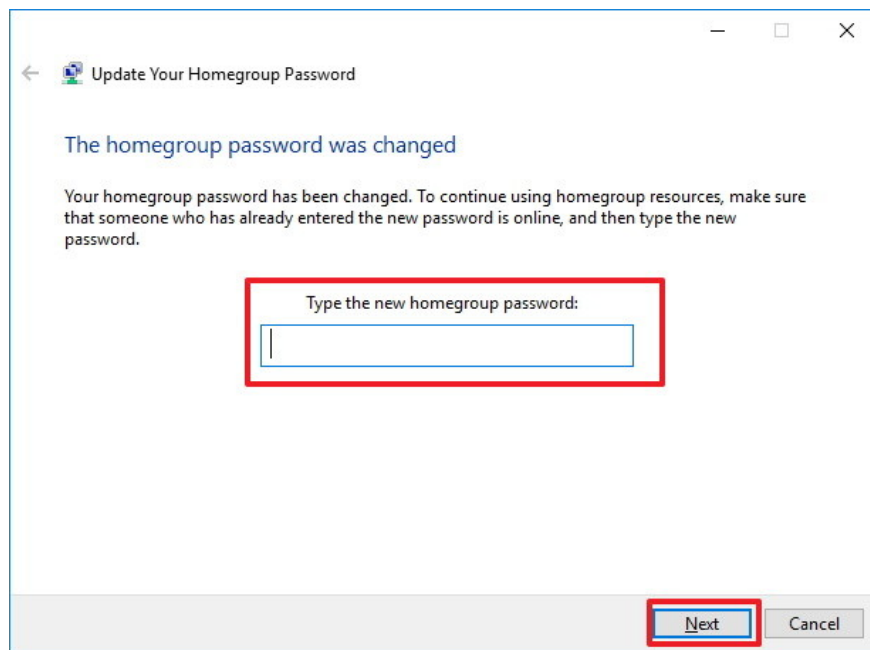 Update Your Homegroup Password
The homegroup password was changed
Your homegroup password has been changed. To continue using homegroup resources, make sure
that someone who has already entered the new password is online, and then type the new
password.
Type the new homegroup password:
Next
Cancel